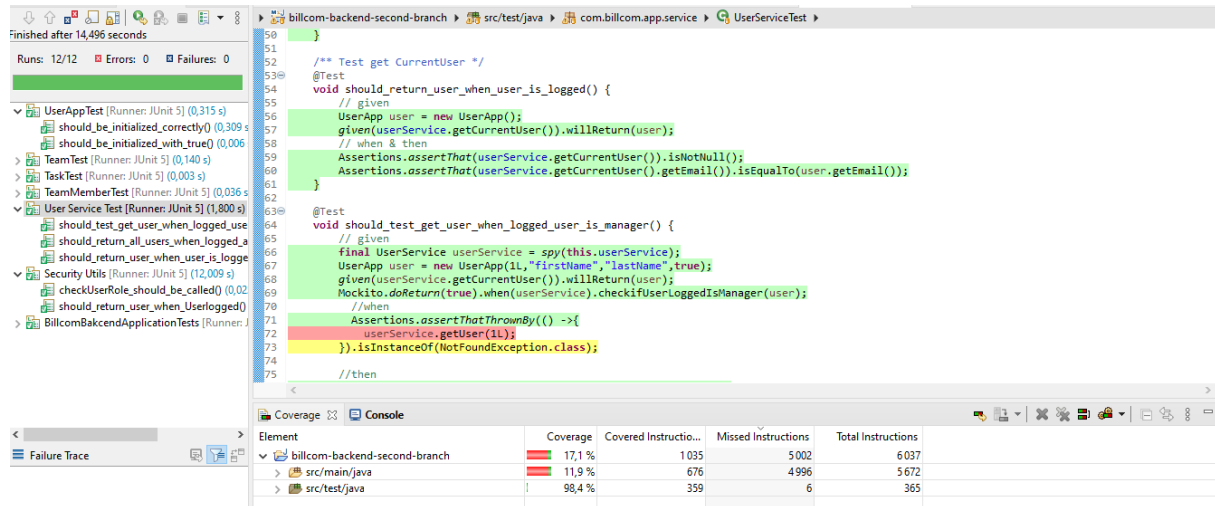 Finished after 14,496 seconds
Runs: 12/12 Errors: 0 Failures: 0
UserAppTest [Runner: JUnit 5] (0,315 s)
should_be_initialized_correctly() (0,309 s
should_be_initialized_with_true() (0,006
TeamTest [Runner: JUnit 5] (0,140 s)
TaskTest [Runner: JUnit 5] (0,003 s)
TeamMemberTest [Runner: JUnit 5] (0,036 s
User Service Test [Runner: JUnit 5] (1,800 s)
should_test_get_user_when_logged_use
should_return_all_users_when_logged_a
should_return_user_when_user_is_logge
Security Utils [Runner: JUnit 5] (12,009 s)
checkUserRole_should_be_called() (0,02
should_return_user_when_Userlogged()
BillcomBakcendApplicationTests [Runner: J
Failure Trace
billcom-backend-second-branch src/test/java com.billcom.app.service UserServiceTest
50 }
51
52 /** Test get CurrentUser */
53 @Test
54 void should_return_user_when_user_is_logged() {
55 // given
56 UserApp user = new UserApp();
57 given(userService.getCurrentUser()).willReturn(user);
58 // when & then
59 Assertions.assertThat(userService.getCurrentUser()).isNotNull();
60 Assertions.assertThat(userService.getCurrentUser().getEmail()).isEqualTo(user.getEmail());
61 }
62
63 @Test
64 void should_test_get_user_when_logged_user_is_manager() {
65 // given
66 final UserService userService = spy(this.userService);
67 UserApp user = new UserApp(1L,"firstName","lastName",true);
68 given(userService.getCurrentUser()).willReturn(user);
69 Mockito.doReturn(true).when(userService).checkifUserLoggedIsManager(user);
70 //when
71 Assertions.assertThatThrownBy(() ->{
72 userService.getUser(1L);
73 }).isInstanceOf(NotFoundException.class);
74
75 //then
Coverage Console
Element Coverage Covered Instructio... Missed Instructions Total Instructions
billcom-backend-second-branch 17,1 % 1 035 5 002 6 037
src/main/java 11,9 % 676 4 996 5 672
src/test/java 98,4 % 359 6 365